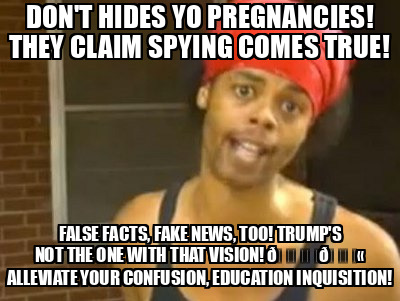 DON'T HIDES YO PREGNANCIES!
THEY CLAIM SPYING COMES TRUE!
FALSE FACTS, FAKE NEWS, TOO! TRUMP'S
NOT THE ONE WITH THAT VISION! ð ð «
ALLEVIATE YOUR CONFUSION, EDUCATION INQUISITION!